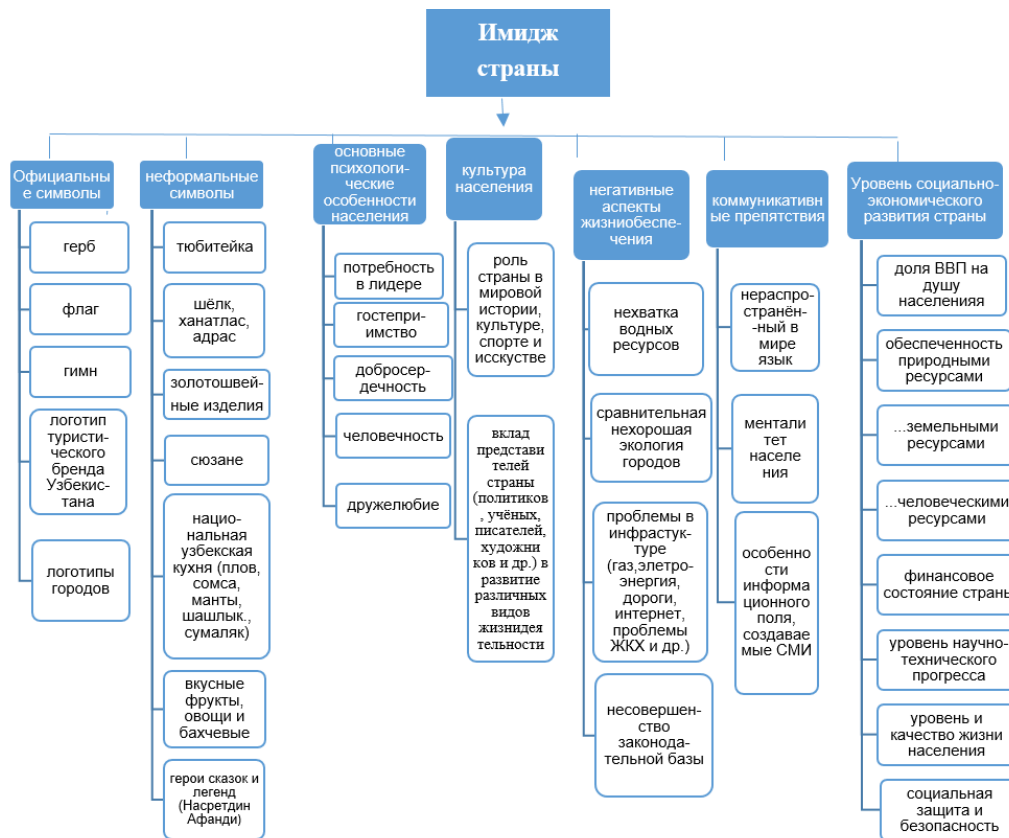 Имидж
страны
Официальны
е символы
герб
флаг
гимн
логотип
туристи-
ческого
бренда
Узбекис-
тана
логотипы
городов
неформальные
символы
тюбитейка
шёлк,
ханатлас,
адрас
золотошвей-
ные изделия
сюзане
нацио-
нальная
узбекская
кухня (плов,
сомса,
манты,
шашлык.,
сумаляк)
вкусные
фрукты,
овощи и
бахчевые
герои сказок и
легенд
(Насретдин
Афанди)
основные
психологи-
ческие
особенности
населения
потребность
в лидере
гостепри-
имство
добросер-
дечность
человечность
дружелюбие
культура
населения
роль
страны в
мировой
истории,
культуре,
спорте и
исскустве
вклад
представи
телей
страны
(политиков
, учёных,
писателей,
художни
ков и др.) в
развитие
различных
видов
жизнидея
тельности
негативные
аспекты
жизниобеспе-
чения
нехватка
водных
ресурсов
сравнительная
нехорошая
экология
городов
проблемы в
инфрастук-
туре
(газ,элетро-
энергия,
дороги,
интернет,
проблемы
ЖКХ и др.)
несовершен-
ство
законода-
тельной базы
коммуникативн
ые препятствия
нераспро-
странён-
ный в
мире
язык
ментали
тет населе
ния
особенно
сти
информа
ционного
поля,
создавае
мые СМИ
Уровень социально-
экономического
развития страны
доля ВВП на
душу
населенияя
обеспеченность
природными
ресурсами
...земельными
ресурсами
...человеческими
ресурсами
финансовое
состояние страны
уровень научно-
технического
прогресса
уровень и
качество жизни
населения
социальная
защита и
безопасность